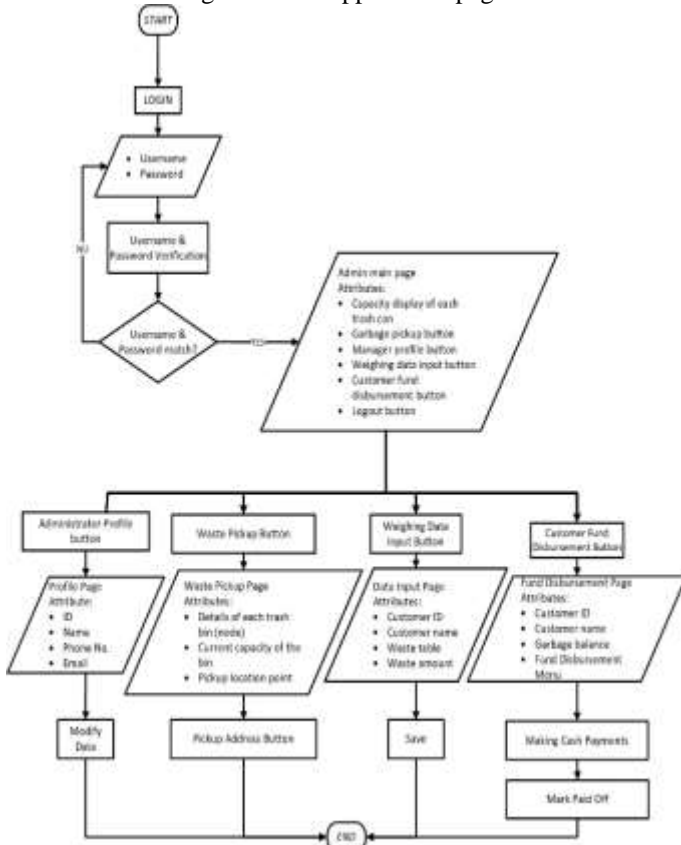 START
LOGIN
• Username
• Password
Username &
Password Verification
NO
Username &
Password match?
YES
Admin main page
Attributes:
• Capacity display of each
trash can
• Garbage pickup button
• Manager profile button
• Weighing data input button
• Customer fund
disbursement button
• Logout button
Administrator Profile
button
Waste Pickup Button
Weighing Data
Input Button
Customer Fund
Disbursement Button
Profile Page
Attribute:
• ID
• Name
• Phone No.
• Email
Waste Pickup Page
Attributes:
• Details of each trash
bin (node)
• Current capacity of the
bin
• Pickup location point
Data Input Page
Attributes:
• Customer ID
• Customer name
• Waste table
• Waste amount
Fund Disbursement Page
Attributes:
• Customer ID
• Customer name
• Garbage balance
• Fund Disbursement
Menu
Modify
Data
Pickup Address Button
Save
Making Cash Payments
Mark Paid Off
END